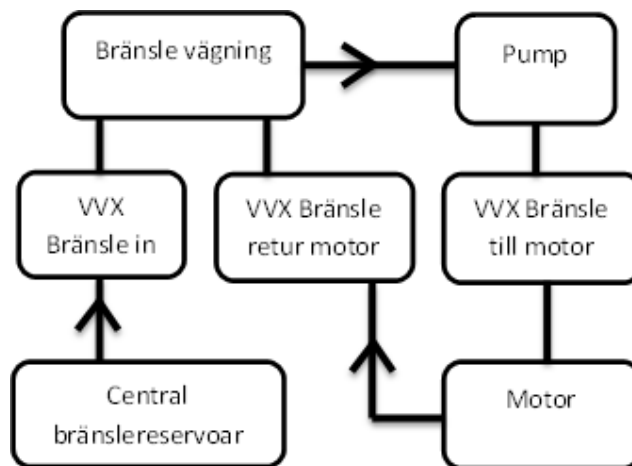 Bränsle vägning
Pump
VVX
Bränsle in
VVX Bränsle
retur motor
VVX Bränsle
till motor
Central
bränslereservoar
Motor